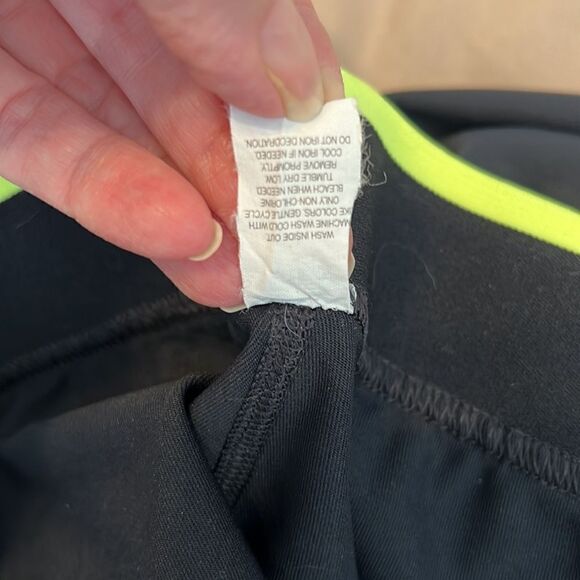 WASH INSIDE OUT.
MACHINE WASH COLD WITH
IKE COLORS, GENTLE CYCLE
ONLY NON-CHLORINE
BLEACH WHEN NEEDED.
TUMBLE DRY LOW.
REMOVE PROMPTLY.
COOL IRON IF NEEDED.
DO NOT IRON DECORATION.